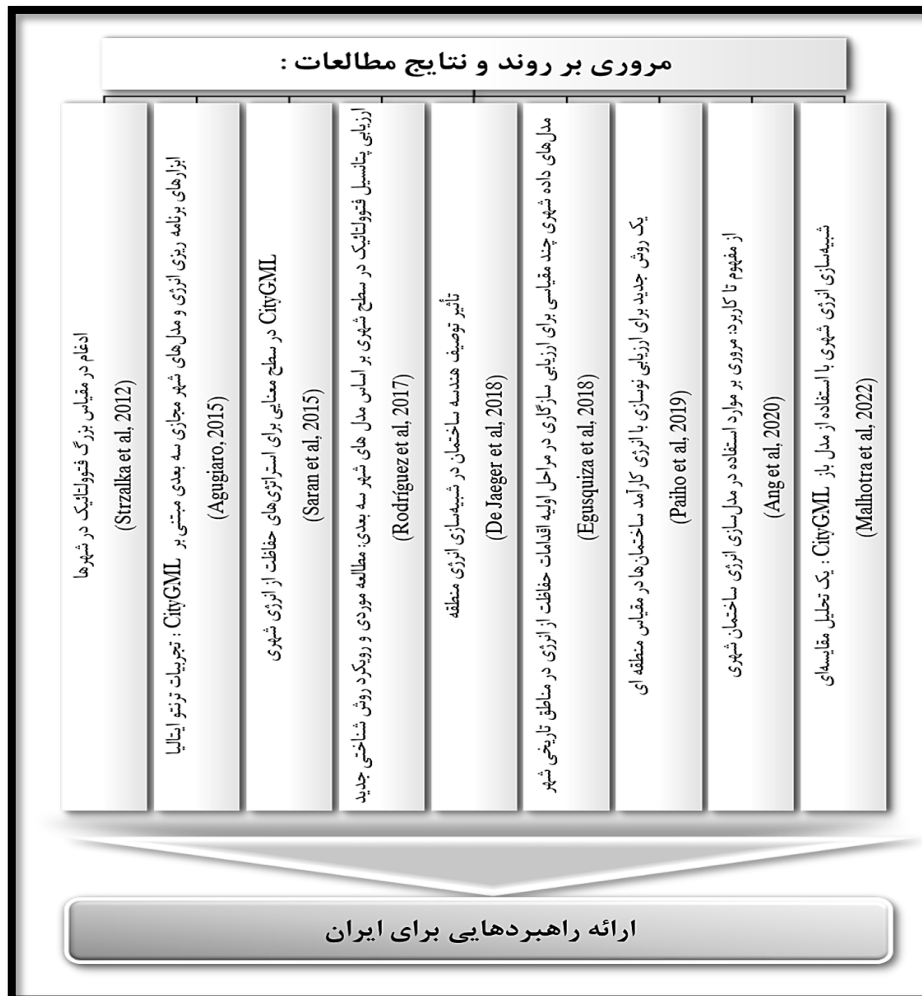 مروری بر روند و نتایج مطالعات :
ادغام در مقیاس بزرگ فتوولتائیک در شهرها
(Strzalka et al, 2012)
ابزارهای برنامه ریزی انرژی و مدل‌های شهر مجازی سه بعدی مبتنی بر CityGML : تجربیات ترنتو ایتالیا
(Agugiaro, 2015)
CityGML در سطح معنایی برای استراتژی‌های حفاظت از انرژی شهری
(Saran et al, 2015)
ارزیابی پتانسیل فتوولتائیک در سطح شهری بر اساس مدل های شهر سه بعدی: مطالعه موردی و رویکرد روش شناختی جدید
(Rodríguez et al, 2017)
تأثیر توصیف هندسه ساختمان در شبیه‌سازی انرژی منطقه
(De Jaeger et al, 2018)
مدل‌های داده شهری چند مقیاسی برای ارزیابی سازگاری در مراحل اولیه اقدامات حفاظت از انرژی در مناطق تاریخی شهر
(Egusquiza et al, 2018)
یک روش جدید برای ارزیابی نوسازی با انرژی کارآمد ساختمان‌ها در مقیاس منطقه ای
(Paiho et al, 2019)
از مفهوم تا کاربرد: مروری بر موارد استفاده در مدل‌سازی انرژی ساختمان شهری
(Ang et al, 2020)
شبیه‌سازی انرژی شهری با استفاده از مدل باز CityGML : یک تحلیل مقایسه‌ای
(Malhotra et al, 2022)
ارائه راهبردهایی برای ایران